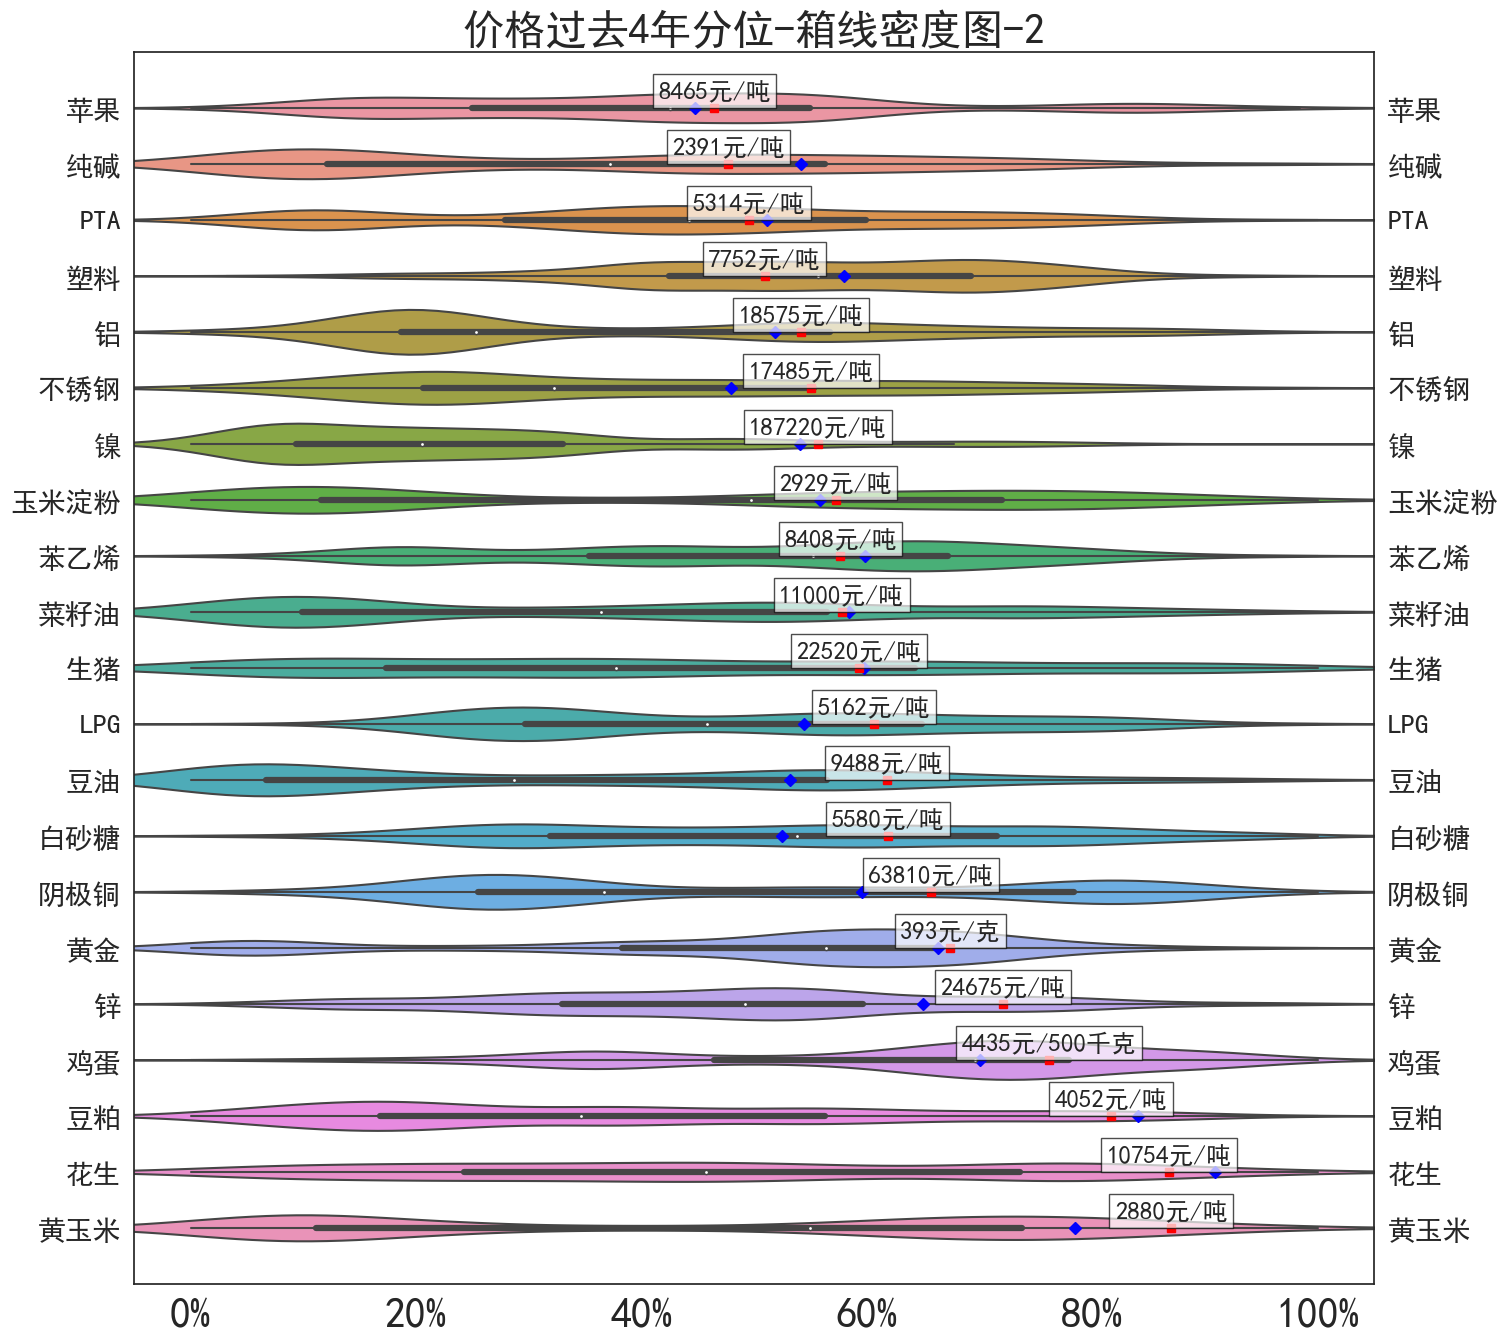 价格过去4年分位-箱线密度图-2
苹果 8465元/吨 苹果
纯碱 2391元/吨 纯碱
PTA 5314元/吨 PTA
塑料 7752元/吨 塑料
铝 18575元/吨 铝
不锈钢 17485元/吨 不锈钢
镍 187220元/吨 镍
玉米淀粉 2929元/吨 玉米淀粉
苯乙烯 8408元/吨 苯乙烯
菜籽油 11000元/吨 菜籽油
生猪 22520元/吨 生猪
LPG 5162元/吨 LPG
豆油 9488元/吨 豆油
白砂糖 5580元/吨 白砂糖
阴极铜 63810元/吨 阴极铜
黄金 393元/克 黄金
锌 24675元/吨 锌
鸡蛋 4435元/500千克 鸡蛋
豆粕 4052元/吨 豆粕
花生 10754元/吨 花生
黄玉米 2880元/吨 黄玉米
0% 20% 40% 60% 80% 100%